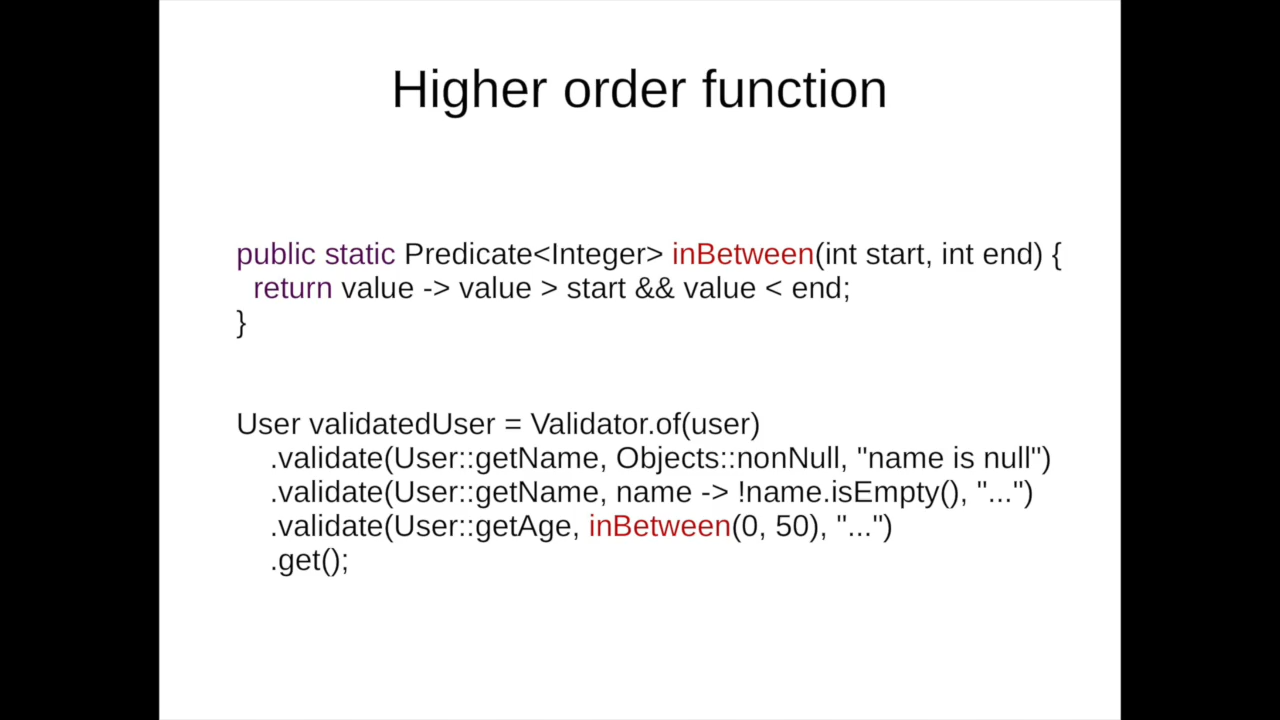 Higher order function
public static Predicate<Integer> inBetween(int start, int end) {
return value -> value > start && value < end;
}
User validatedUser = Validator.of(user)
.validate(User::getName, Objects::nonNull, "name is null")
.validate(User::getName, name -> !name.isEmpty(), "...")
.validate(User::getAge, inBetween(0, 50), "...")
.get();